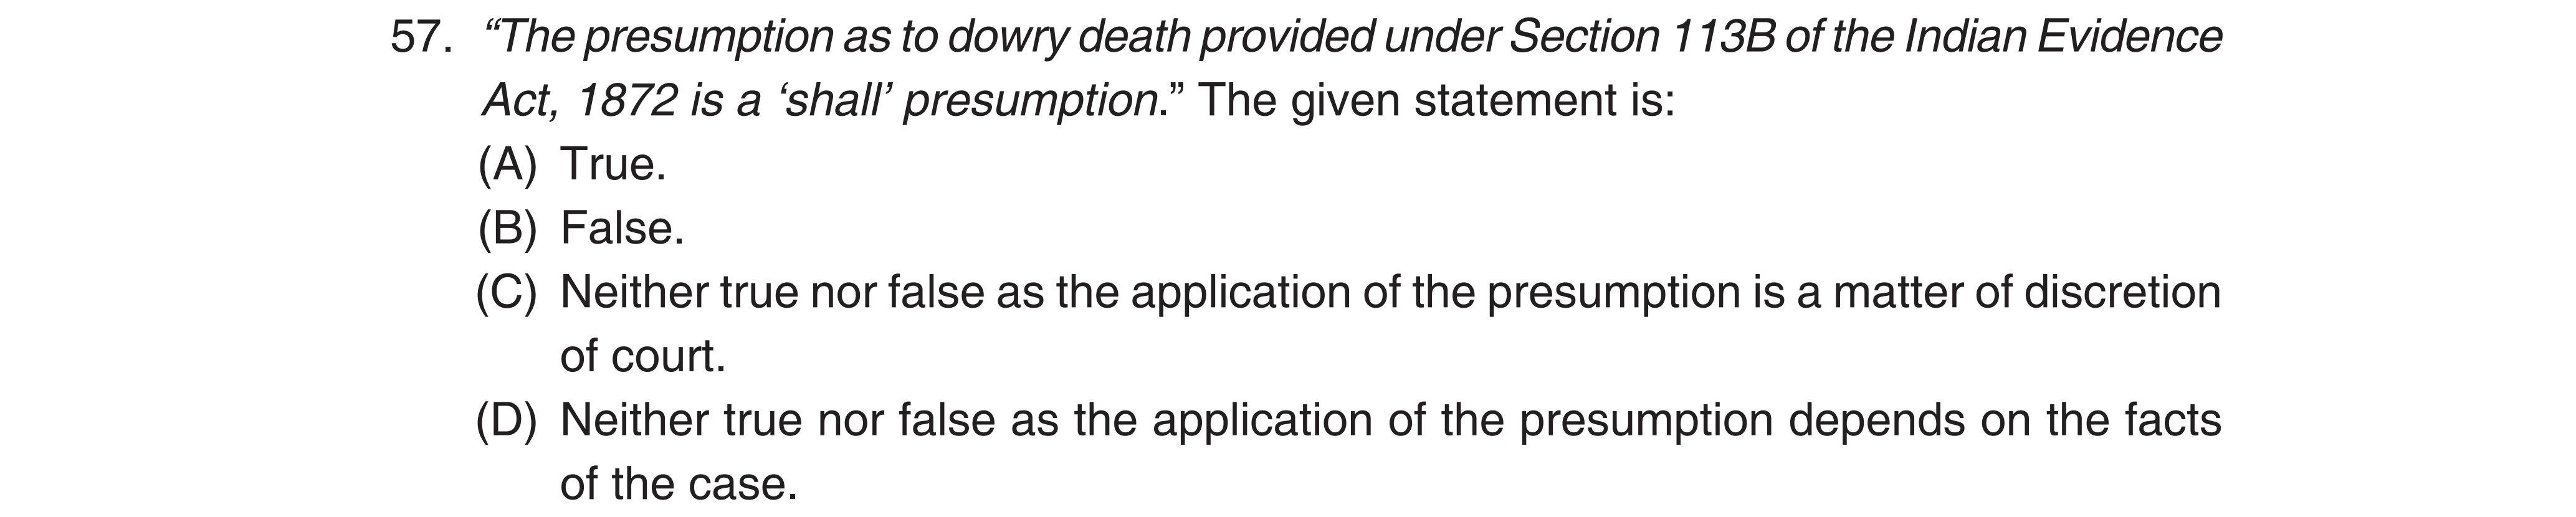 57. “The presumption as to dowry death provided under Section 113B of the Indian Evidence
Act, 1872 is a ‘shall’ presumption.” The given statement is:
(A) True.
(B) False.
(C) Neither true nor false as the application of the presumption is a matter of discretion
of court.
(D) Neither true nor false as the application of the presumption depends on the facts
of the case.